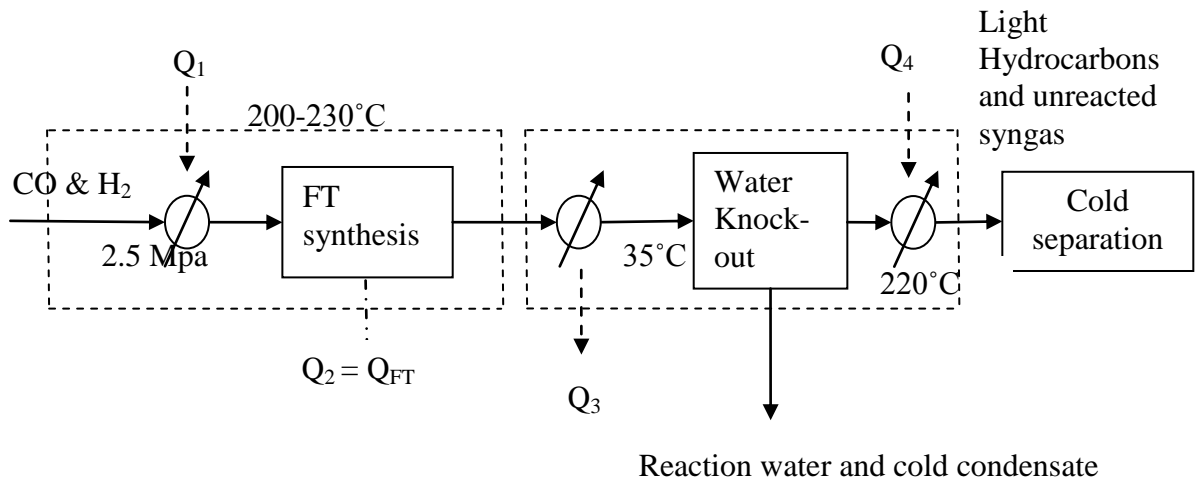 Light
Hydrocarbons
and unreacted
syngas
Q₁
Q₄
200-230˚C
CO & H₂
2.5 Mpa
FT
synthesis
35˚C
Water
Knock-
out
220˚C
Cold
separation
Q₂ = Q_FT
Q₃
Reaction water and cold condensate